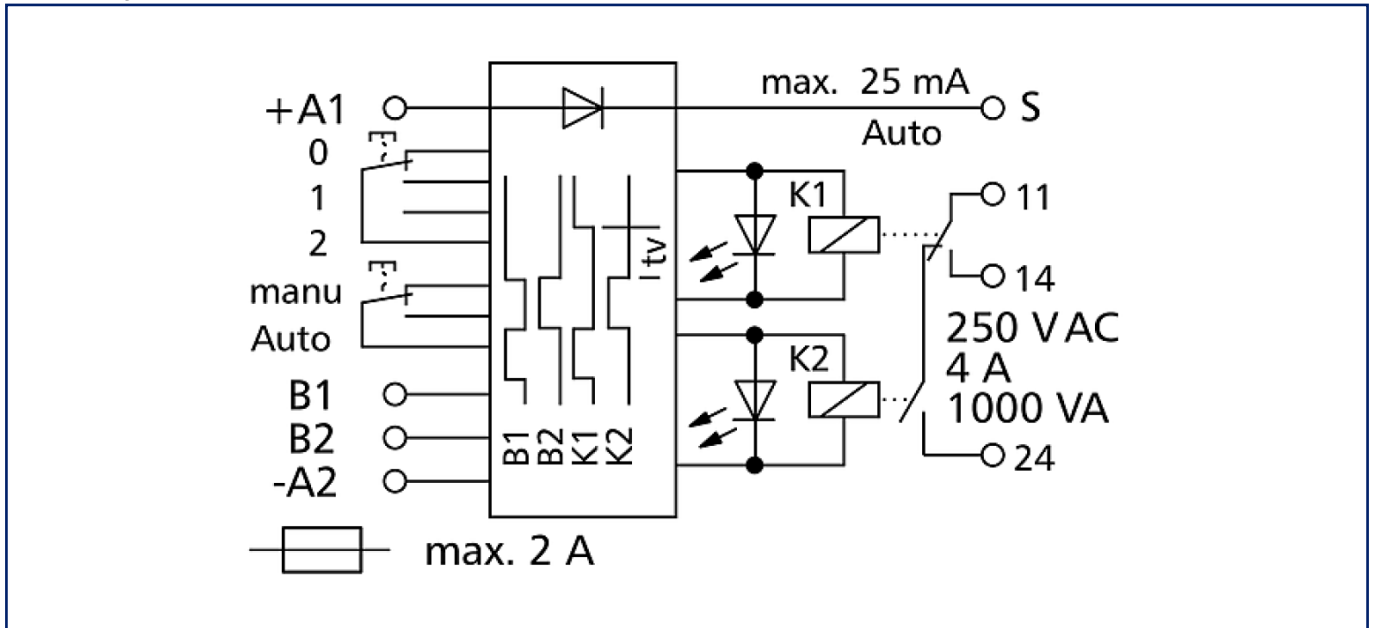 +A1
max. 25 mA
S
Auto
0
1
2
manu
Auto
B1
B2
-A2
B1
B2
K1
K2
tv
K1
K2
11
14
250 V AC
4 A
1000 VA
24
max. 2 A